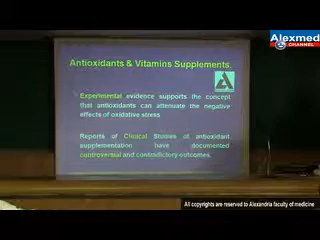 Alexmed
CHANNEL
Antioxidants & Vitamins Supplements.
A
Experimental evidence supports the concept
that antioxidants can attenuate the negative
effects of oxidative stress
Reports of Clinical Studies of antioxidant
supplementation have documented
controversial and contradictory outcomes.
All copyrights are reserved to Alexandria faculty of medicine